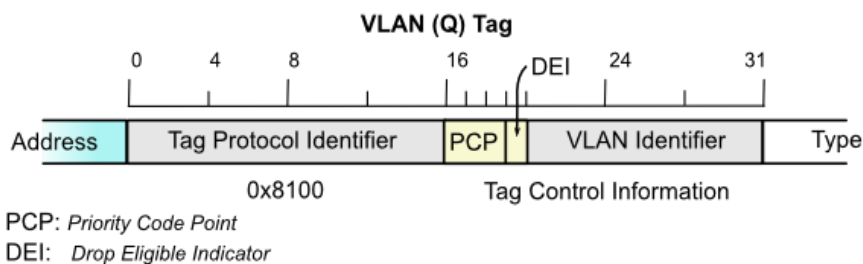 VLAN (Q) Tag
0 4 8 16 DEI 24 31
Address Tag Protocol Identifier PCP VLAN Identifier Type
0x8100 Tag Control Information
PCP: Priority Code Point
DEI: Drop Eligible Indicator